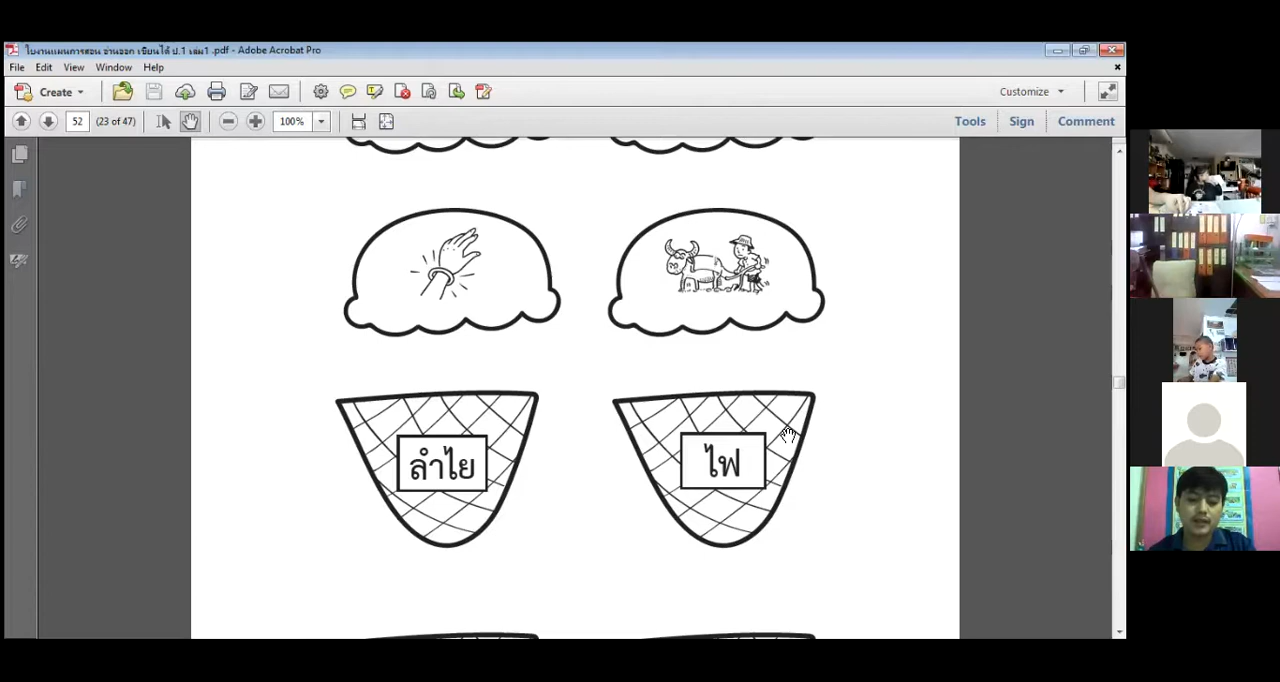 ใบงานแผนการสอน อ่านออก เขียนได้ ป.1 เล่ม1 .pdf - Adobe Acrobat Pro
File Edit View Window Help
Create
Customize
52 (23 of 47) 100% Tools Sign Comment
ลำไย ไฟ